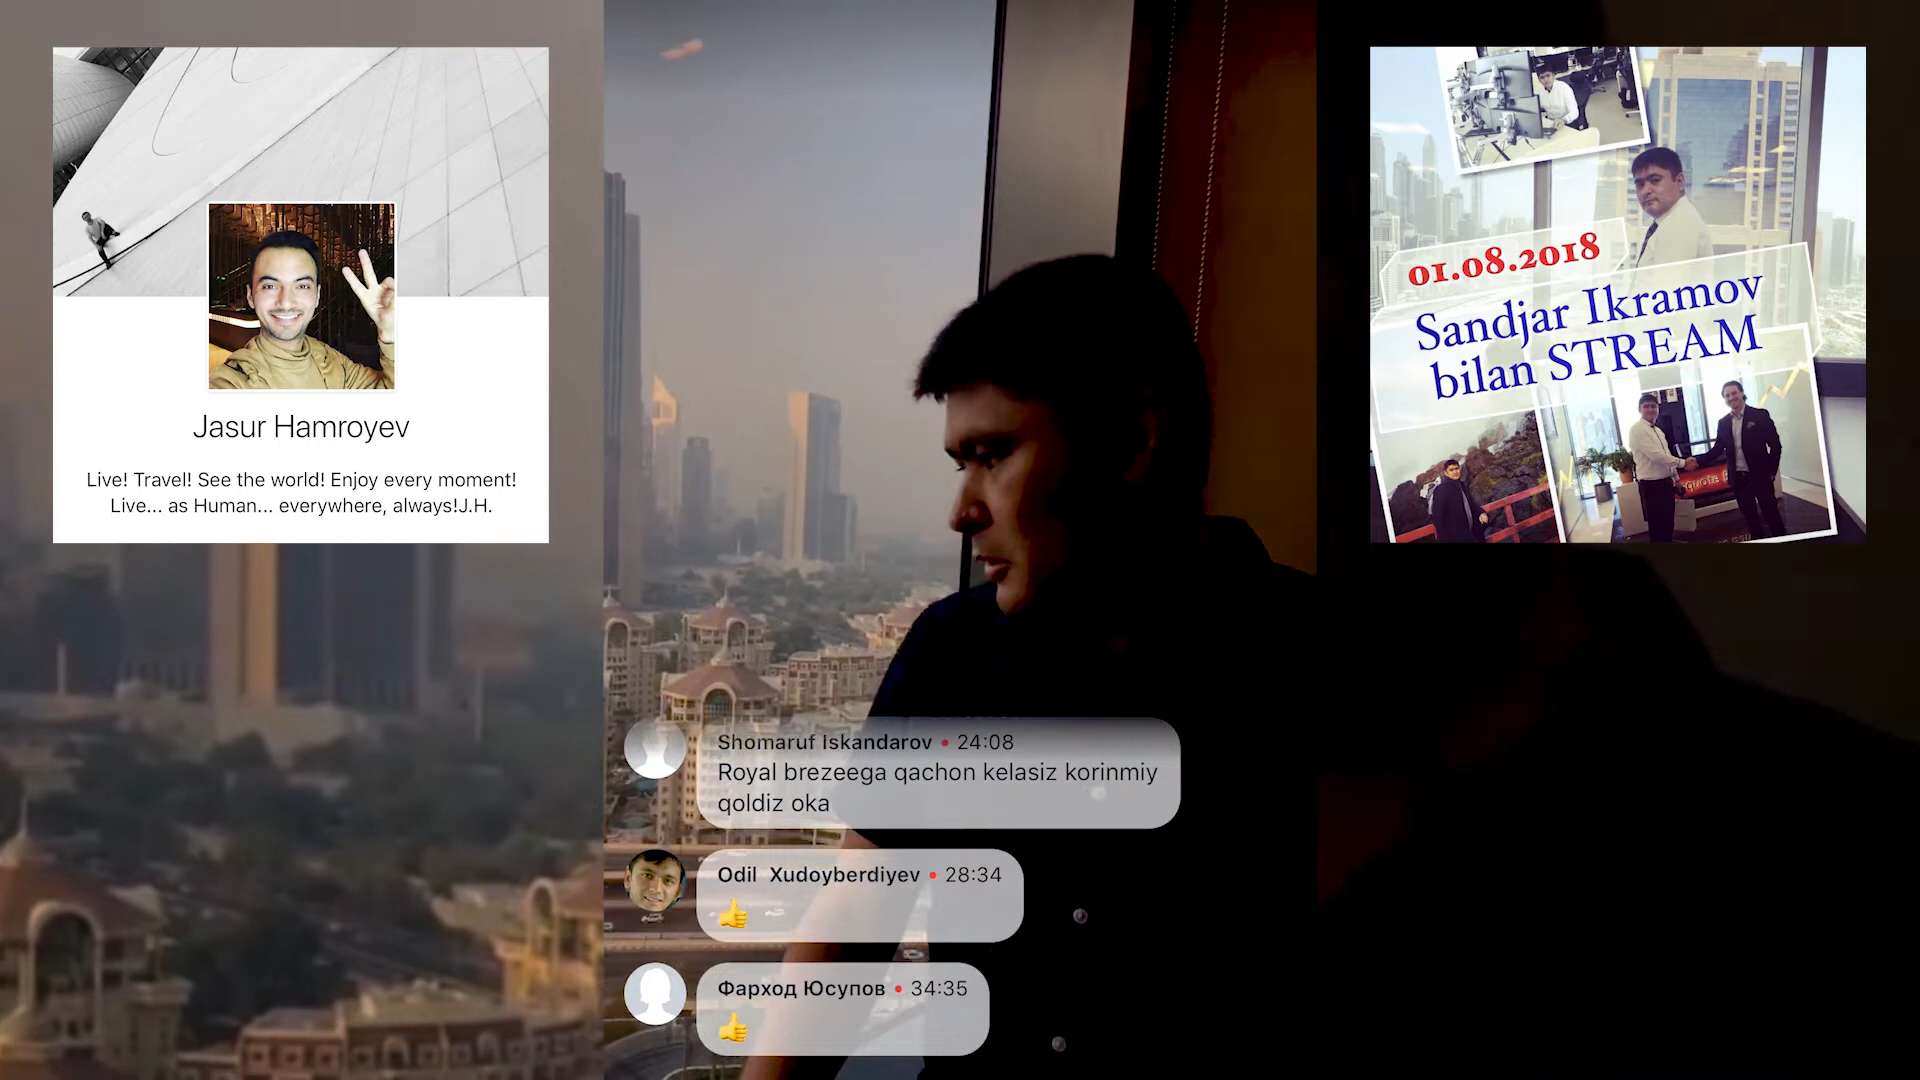 Jasur Hamroyev
Live! Travel! See the world! Enjoy every moment!
Live... as Human... everywhere, always!J.H.
Shomaruf Iskandarov • 24:08
Royal brezeega qachon kelasiz korinmiy
qoldiz oka
Odil Xudoyberdiyev • 28:34
👍
Фарход Юсупов • 34:35
👍
01.08.2018
Sandjar Ikramov
bilan STREAM